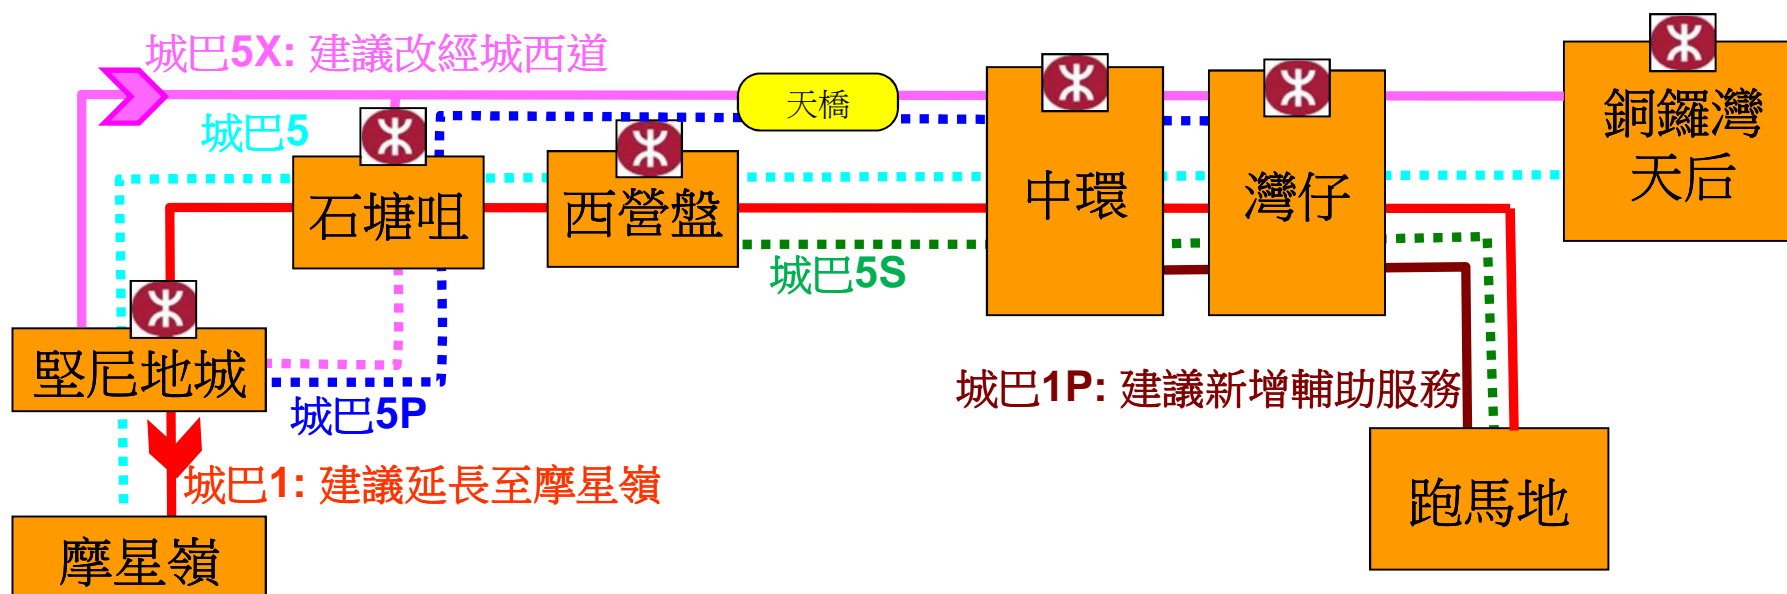 城巴5X: 建議改經城西道
天橋
城巴5
銅鑼灣
天后
石塘咀
西營盤
中環
灣仔
城巴5S
堅尼地城
城巴5P
城巴1P: 建議新增輔助服務
城巴1: 建議延長至摩星嶺
跑馬地
摩星嶺